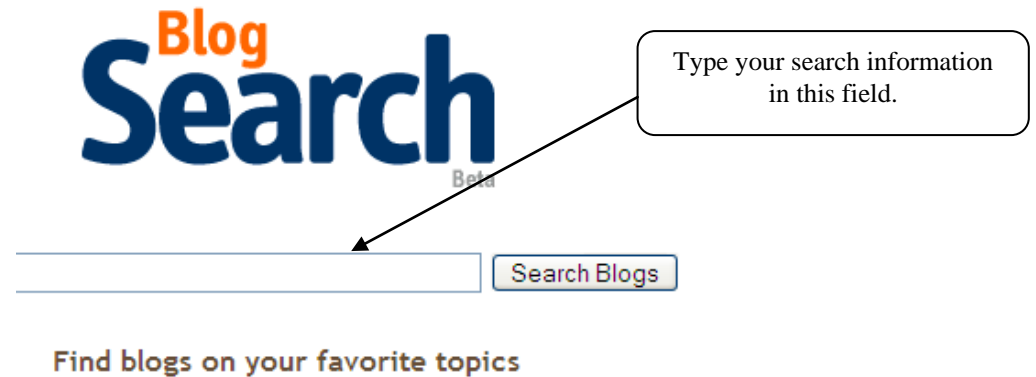 Blog
Search
Beta
Type your search information
in this field.
Search Blogs
Find blogs on your favorite topics